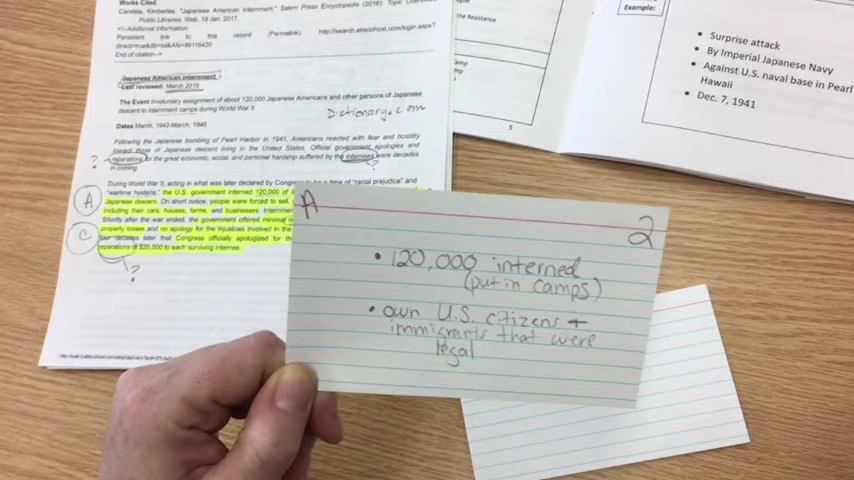 Works Cited
Candela, Kimberlee. "Japanese American Internment." Salem Press Encyclopedia (2016): Topic
Public Libraries. Web. 19 Jan. 2017.
<!--Additional Information:
Persistent link to this record (Permalink): http://search.ebscohost.com/login.aspx?
End of citation-->
Japanese American internment
Last reviewed: March 2016
The Event Involuntary assignment of about 120,000 Japanese Americans and other persons of Japanese
descent to internment camps during World War II
Dictionary.com
Dates March, 1942-March, 1946
Following the Japanese bombing of Pearl Harbor in 1941, Americans reacted with fear and hostility
toward those of Japanese descent living in the United States. Official government apologies and
? reparations for the great economic, social, and personal hardship suffered by the internees were decades
in coming.
?
During World War II, acting in what was later declared by a time of "racial prejudice" and
"wartime hysteria," the U.S. government interned 120,000
A
Japanese descent. On short notice, people were forced to sell
including their cars, houses, farms, and businesses.
Shortly after the war ended, the government offered minimal
C
property losses and no apology for the injustices involved in the
four decades later that Congress officially apologized for
reparations of $20,000 to each surviving internee.
?
the Resistance
5
Example:
• Surprise attack
• By Imperial Japanese Navy
• Against U.S. naval base in Pearl
Hawaii
• Dec. 7, 1941
A
2
• 120,000 interned
(put in camps)
• own U.S. citizens +
immigrants that were
legal